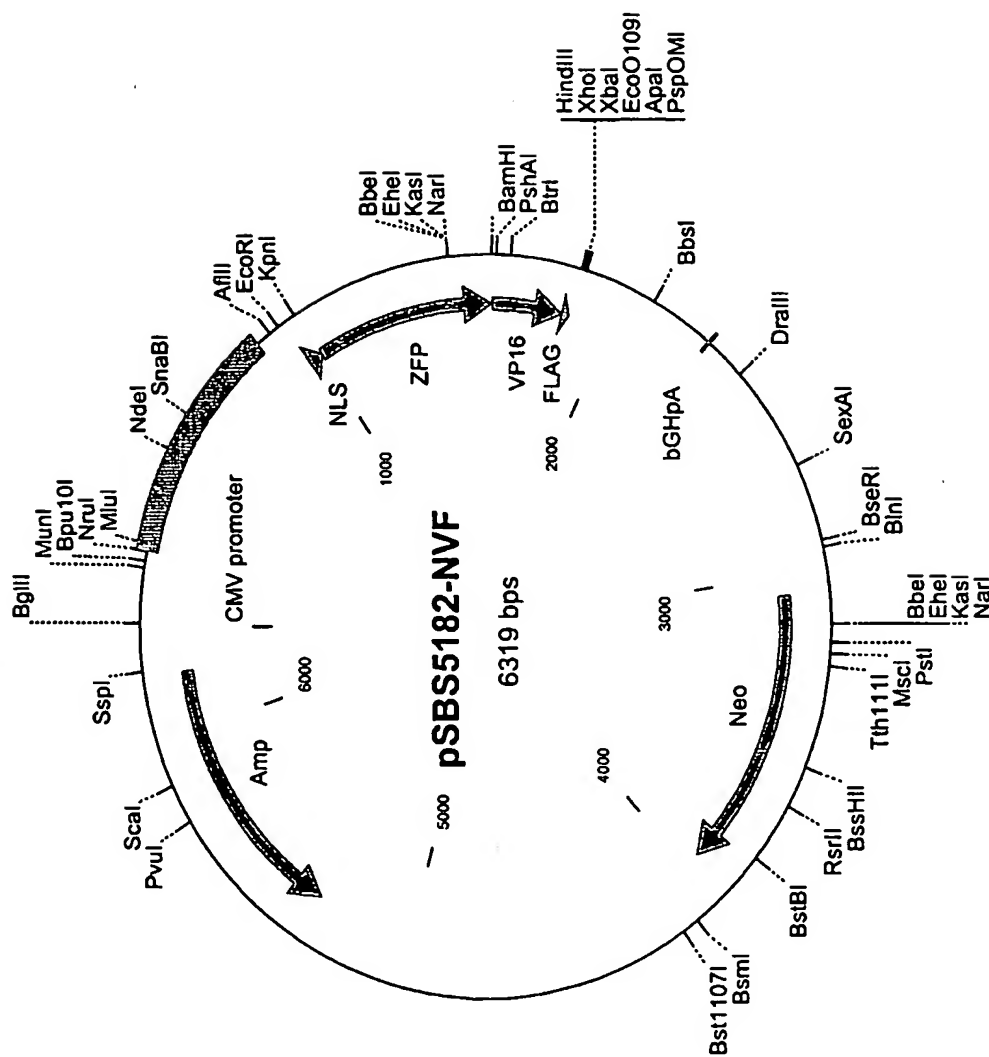 pSBS5182-NVF
6319 bps
BglII
MunI
Bpu10I
NruI
MluI
NdeI
SnaBI
AflII
EcoRI
KpnI
BbeI
EheI
KasI
NarI
BamHI
PshAI
BtrI
HindIII
XhoI
XbaI
EcoO109I
ApaI
PspOMI
BbsI
DraIII
SexAI
BseRI
BlnI
BbeI
EheI
KasI
NarI
PstI
MscI
Tth111I
BssHII
RsrII
BstBI
BsmI
Bst1107I
PvuI
ScaI
SspI
CMV promoter
NLS
ZFP
VP16
FLAG
bGHpA
Neo
Amp
1000
2000
3000
4000
5000
6000